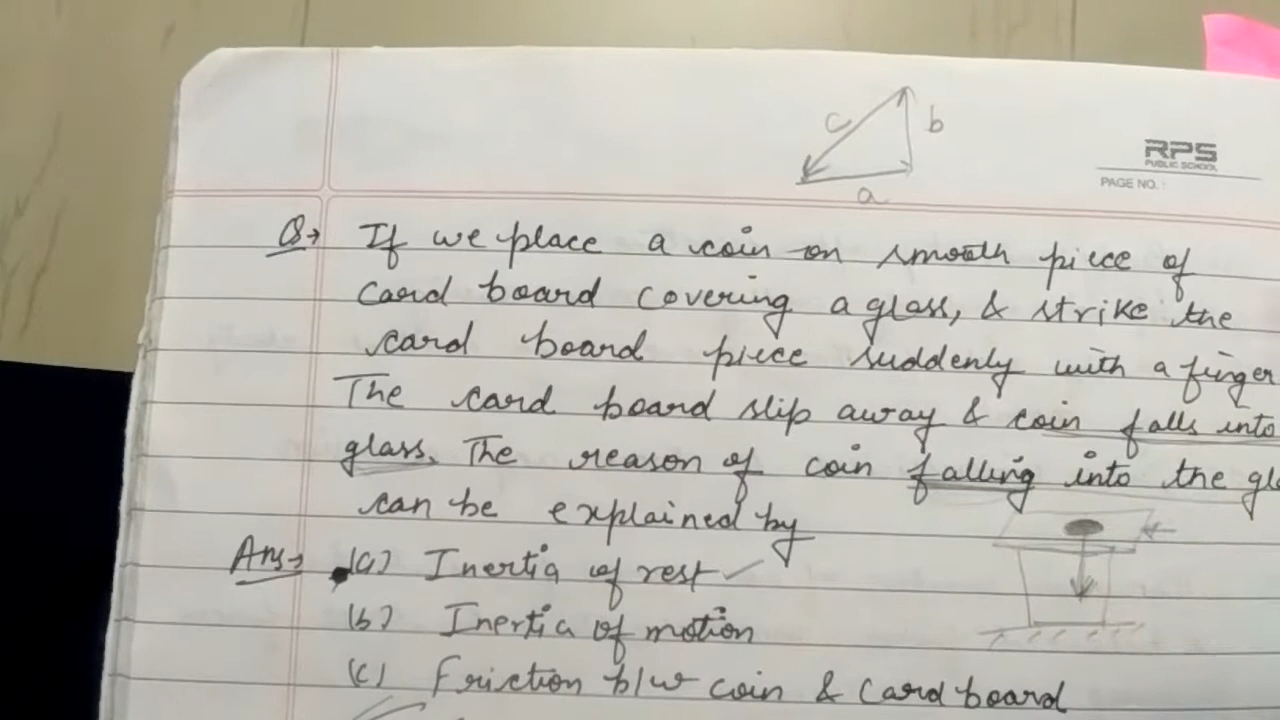 c
b
a
RPS
PUBLIC SCHOOL
PAGE NO. :
Q→ If we place a coin on smooth piece of
card board covering a glass, & strike the
card board piece suddenly with a finger
The card board slip away & coin falls into
glass. The reason of coin falling into the gl
can be explained by
Ans→ (a) Inertia of rest ✓
(b) Inertia of motion
(c) Friction b/w coin & card board